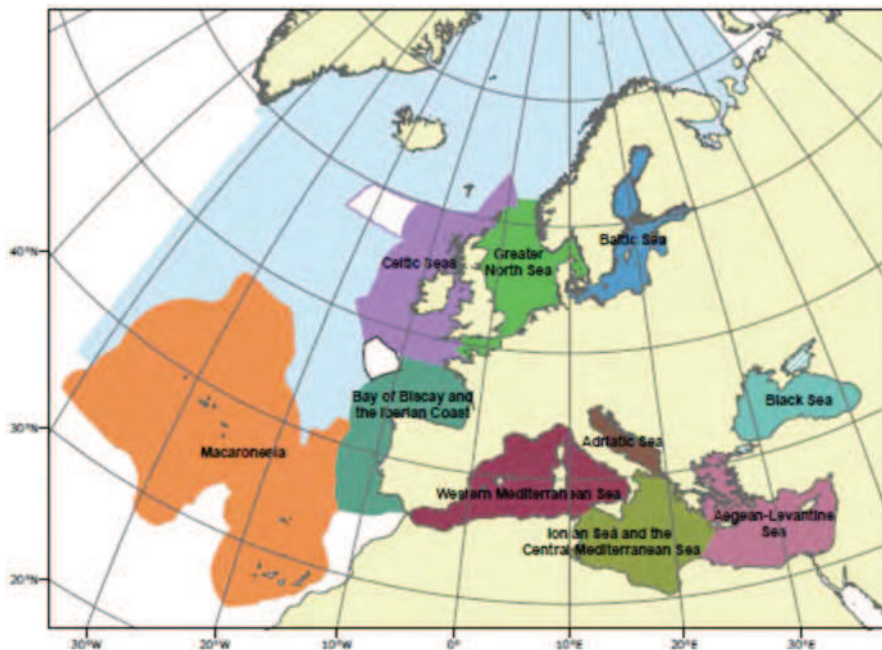 40°N
30°N
20°N
Celtic Seas
Greater
North Sea
Baltic Sea
Bay of Biscay and
the Iberian Coast
Black Sea
Macaronesia
Adriatic Sea
Western Mediterranean Sea
Aegean-Levantine
Sea
Ionian Sea and the
Central Mediterranean Sea
30°W
20°W
10°W
0°
10°E
20°E
30°E